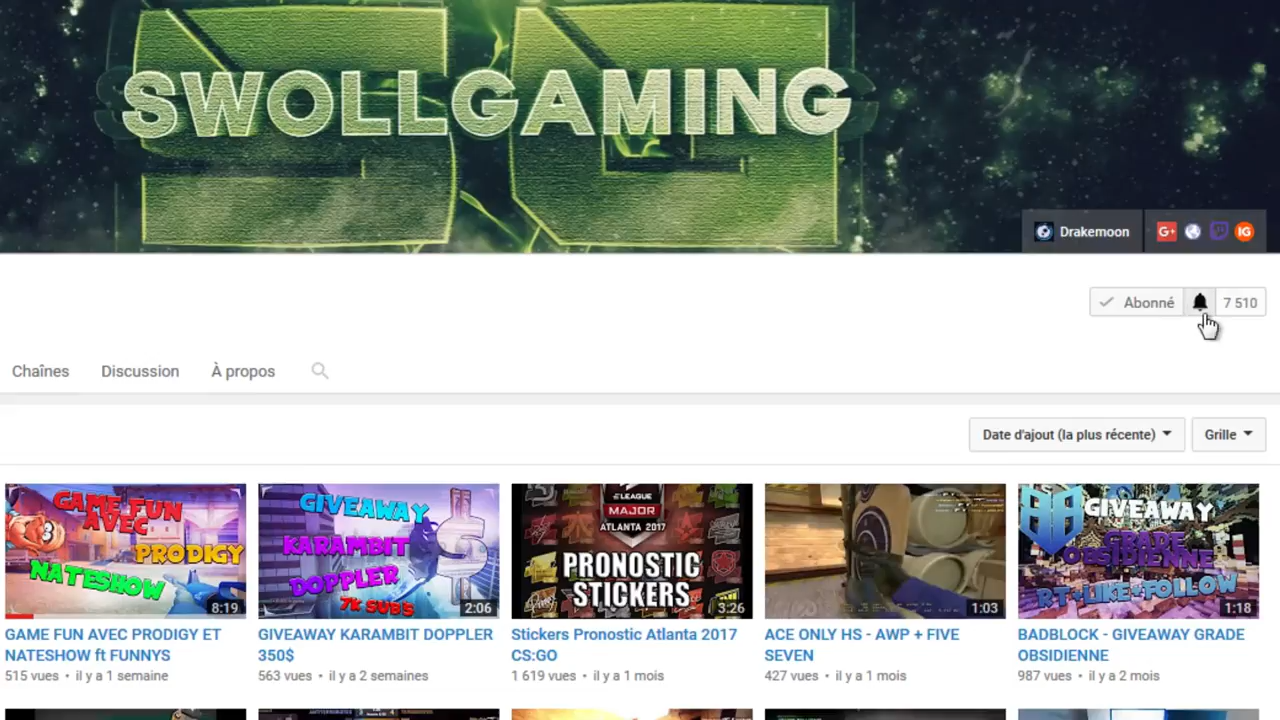 SWOLLGAMING
Drakemoon
G+
IG
Abonné
7 510
Chaînes
Discussion
À propos
Date d'ajout (la plus récente)
Grille
GAME FUN
AVEC
PRODIGY
NATESHOW
8:19
GIVEAWAY
KARAMBIT
DOPPLER
7K SUBS
2:06
ELEAGUE
MAJOR
ATLANTA 2017
PRONOSTIC
STICKERS
3:26
1:03
GIVEAWAY
GRADE
OBSIDIENNE
RT+LIKE+FOLLOW
1:18
GAME FUN AVEC PRODIGY ET
NATESHOW ft FUNNYS
515 vues • il y a 1 semaine
GIVEAWAY KARAMBIT DOPPLER
350$
563 vues • il y a 2 semaines
Stickers Pronostic Atlanta 2017
CS:GO
1 619 vues • il y a 1 mois
ACE ONLY HS - AWP + FIVE
SEVEN
427 vues • il y a 1 mois
BADBLOCK - GIVEAWAY GRADE
OBSIDIENNE
987 vues • il y a 2 mois